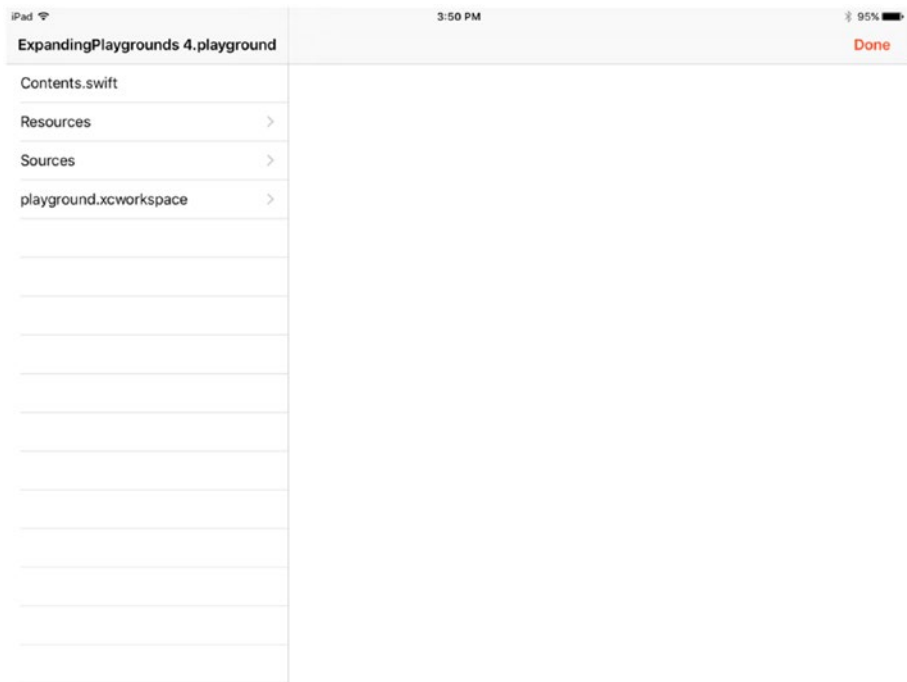 iPad 3:50 PM 95%
ExpandingPlaygrounds 4.playground Done
Contents.swift
Resources
Sources
playground.xcworkspace